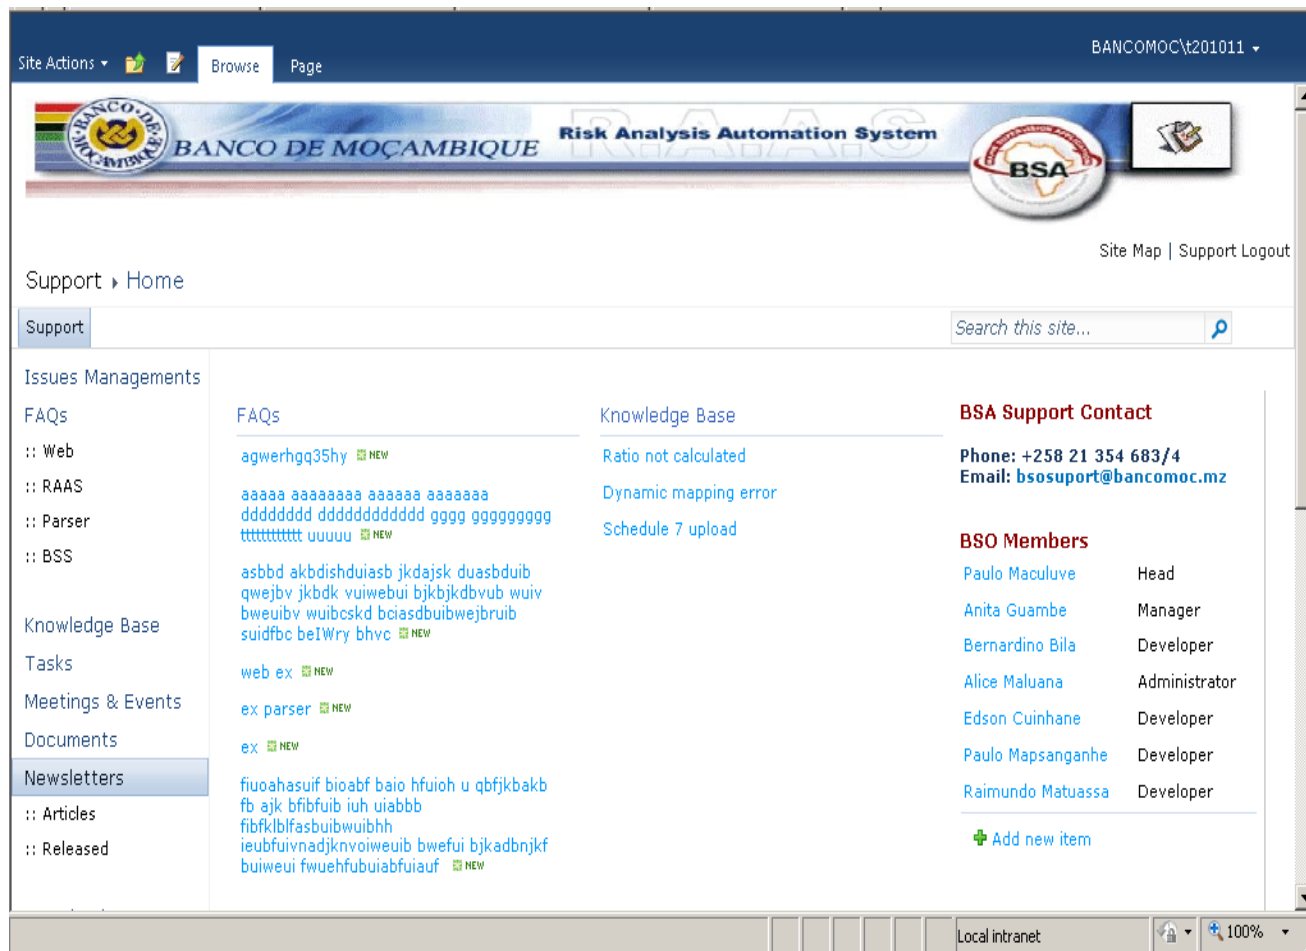 BANCOMOC\t201011
Site Actions
Browse
Page
BANCO DE MOÇAMBIQUE
BANCO DE MOÇAMBIQUE
Risk Analysis Automation System
R.A.A.S
BSA
Site Map | Support Logout
Support Home
Support
Search this site...
Issues Managements
FAQs
:: Web
:: RAAS
:: Parser
:: BSS
Knowledge Base
Tasks
Meetings & Events
Documents
Newsletters
:: Articles
:: Released
FAQs
agwerhgq35hy NEW
aaaaa aaaaaaaa aaaaaa aaaaaaa
dddddddd dddddddddddd gggg ggggggggg
tttttttttttt uuuuu NEW
asbbd akbdishduiasb jkdajsk duasbduib
qwejbv jkbdk vuiwebui bjkbjkdbvub wuiv
bweuibv wuibcskd bciasdbuibwejbruib
suidfbc beIWry bhvc NEW
web ex NEW
ex parser NEW
ex NEW
fiuoahasuif bioabf baio hfuioh u qbfjkbakb
fb ajk bfibfuib iuh uiabbb
fibfklblfasbuibwuibhh
ieubfuivnadjknvoiweuib bwefui bjkadbnjkf
buiweui fwuehfubuiabfuiauf NEW
Knowledge Base
Ratio not calculated
Dynamic mapping error
Schedule 7 upload
BSA Support Contact
Phone: +258 21 354 683/4
Email: bsosuport@bancomoc.mz
BSO Members
Paulo Maculuve Head
Anita Guambe Manager
Bernardino Bila Developer
Alice Maluana Administrator
Edson Cuinhane Developer
Paulo Mapsanganhe Developer
Raimundo Matuassa Developer
Add new item
Local intranet
100%